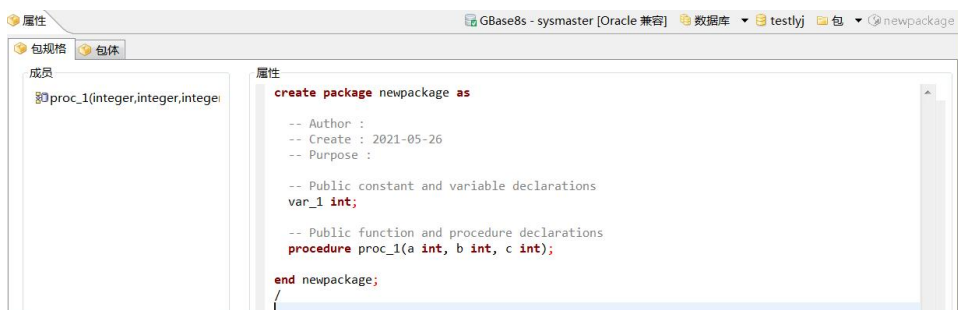 属性
GBase8s - sysmaster [Oracle 兼容] 数据库 testlyj 包 newpackage
包规格 包体
成员
proc_1(integer,integer,integer
属性
create package newpackage as
-- Author :
-- Create : 2021-05-26
-- Purpose :
-- Public constant and variable declarations
var_1 int;
-- Public function and procedure declarations
procedure proc_1(a int, b int, c int);
end newpackage;
/